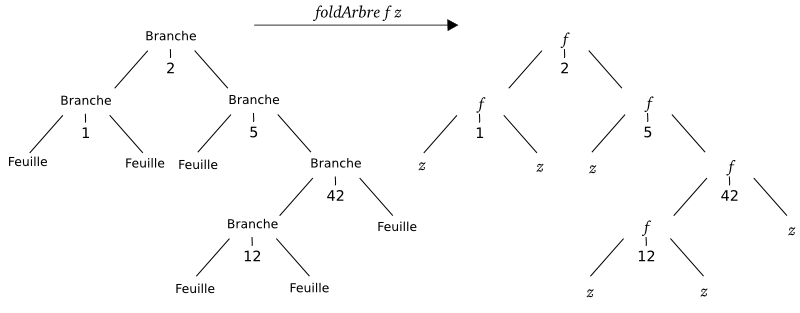 foldArbre f z
Branche f
2 2
Branche Branche f f
1 5 1 5
Feuille Feuille Feuille Branche z z z f
42 42
Branche Feuille f z
12 12
Feuille Feuille z z